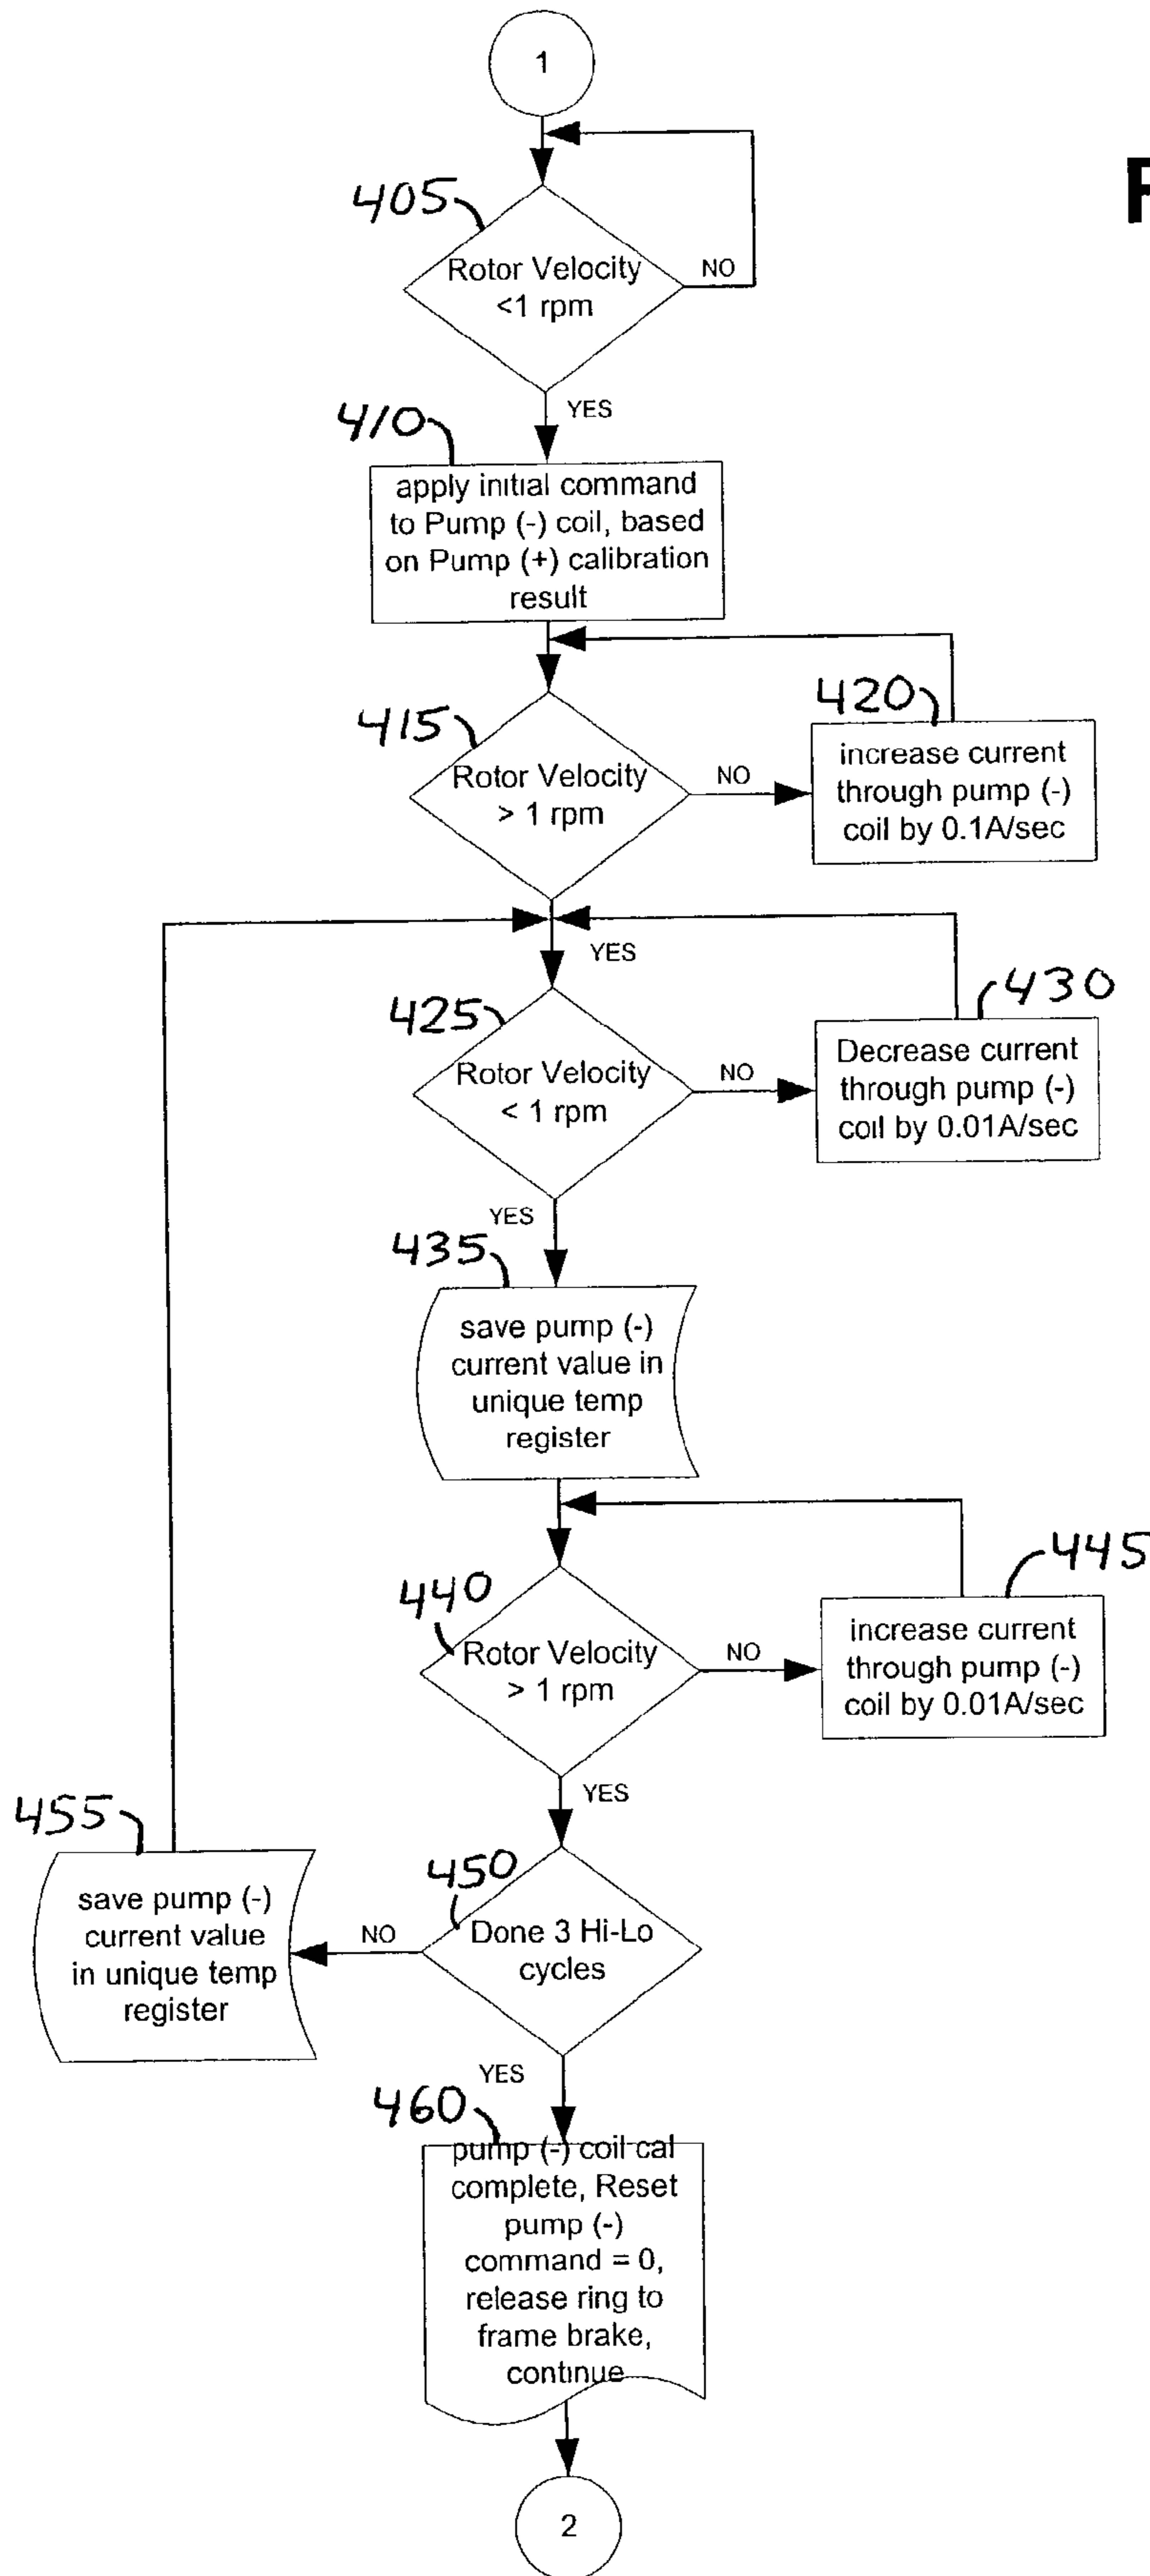 1
F
405
Rotor Velocity
<1 rpm
NO
YES
410
apply initial command
to Pump (-) coil, based
on Pump (+) calibration
result
415
Rotor Velocity
> 1 rpm
NO
420
increase current
through pump (-)
coil by 0.1A/sec
YES
425
Rotor Velocity
< 1 rpm
NO
430
Decrease current
through pump (-)
coil by 0.01A/sec
YES
435
save pump (-)
current value in
unique temp
register
440
Rotor Velocity
> 1 rpm
NO
445
increase current
through pump (-)
coil by 0.01A/sec
YES
450
Done 3 Hi-Lo
cycles
NO
455
save pump (-)
current value
in unique temp
register
YES
460
pump (-) coil cal
complete, Reset
pump (-)
command = 0,
release ring to
frame brake,
continue
2